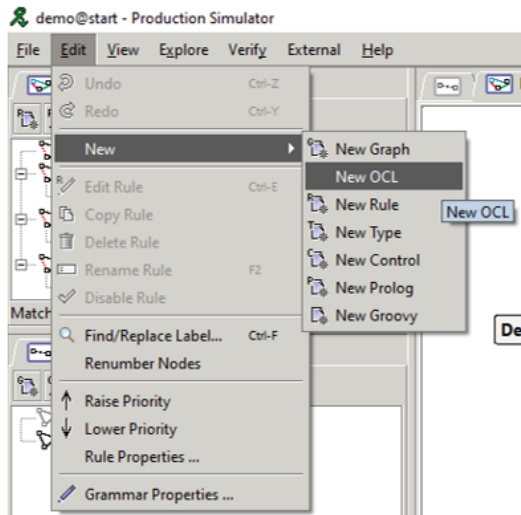 demo@start - Production Simulator
File Edit View Explore Verify External Help
Undo Ctrl-Z
Redo Ctrl-Y
New
Edit Rule Ctrl-E
Copy Rule
Delete Rule
Rename Rule F2
Disable Rule
Find/Replace Label... Ctrl-F
Renumber Nodes
Raise Priority
Lower Priority
Rule Properties ...
Grammar Properties ...
New Graph
New OCL
New Rule
New Type
New Control
New Prolog
New Groovy
New OCL
Match
De